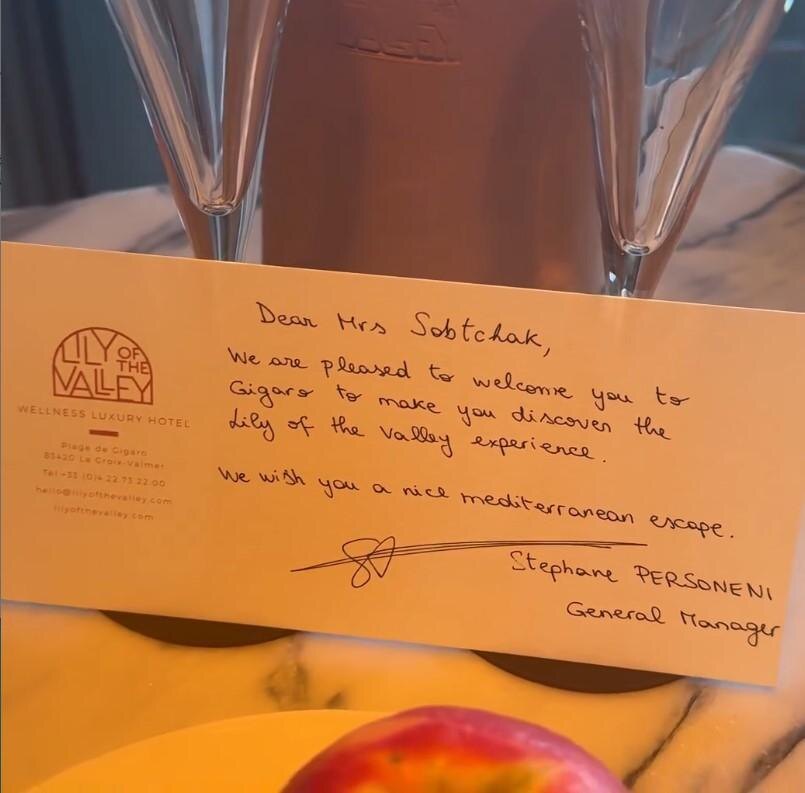 LILY OF THE VALLEY
WELLNESS LUXURY HOTEL
Plage de Gigaro
83420 La Croix-Valmer
Tel +33 (0)4 22 73 22 00
hello@lilyofthevalley.com
lilyofthevalley.com
Dear Mrs Sobtchak,
We are pleased to welcome you to
Gigaro to make you discover the
Lily of the Valley experience.
We wish you a nice mediterranean escape.
Stephane PERSONENI
General Manager